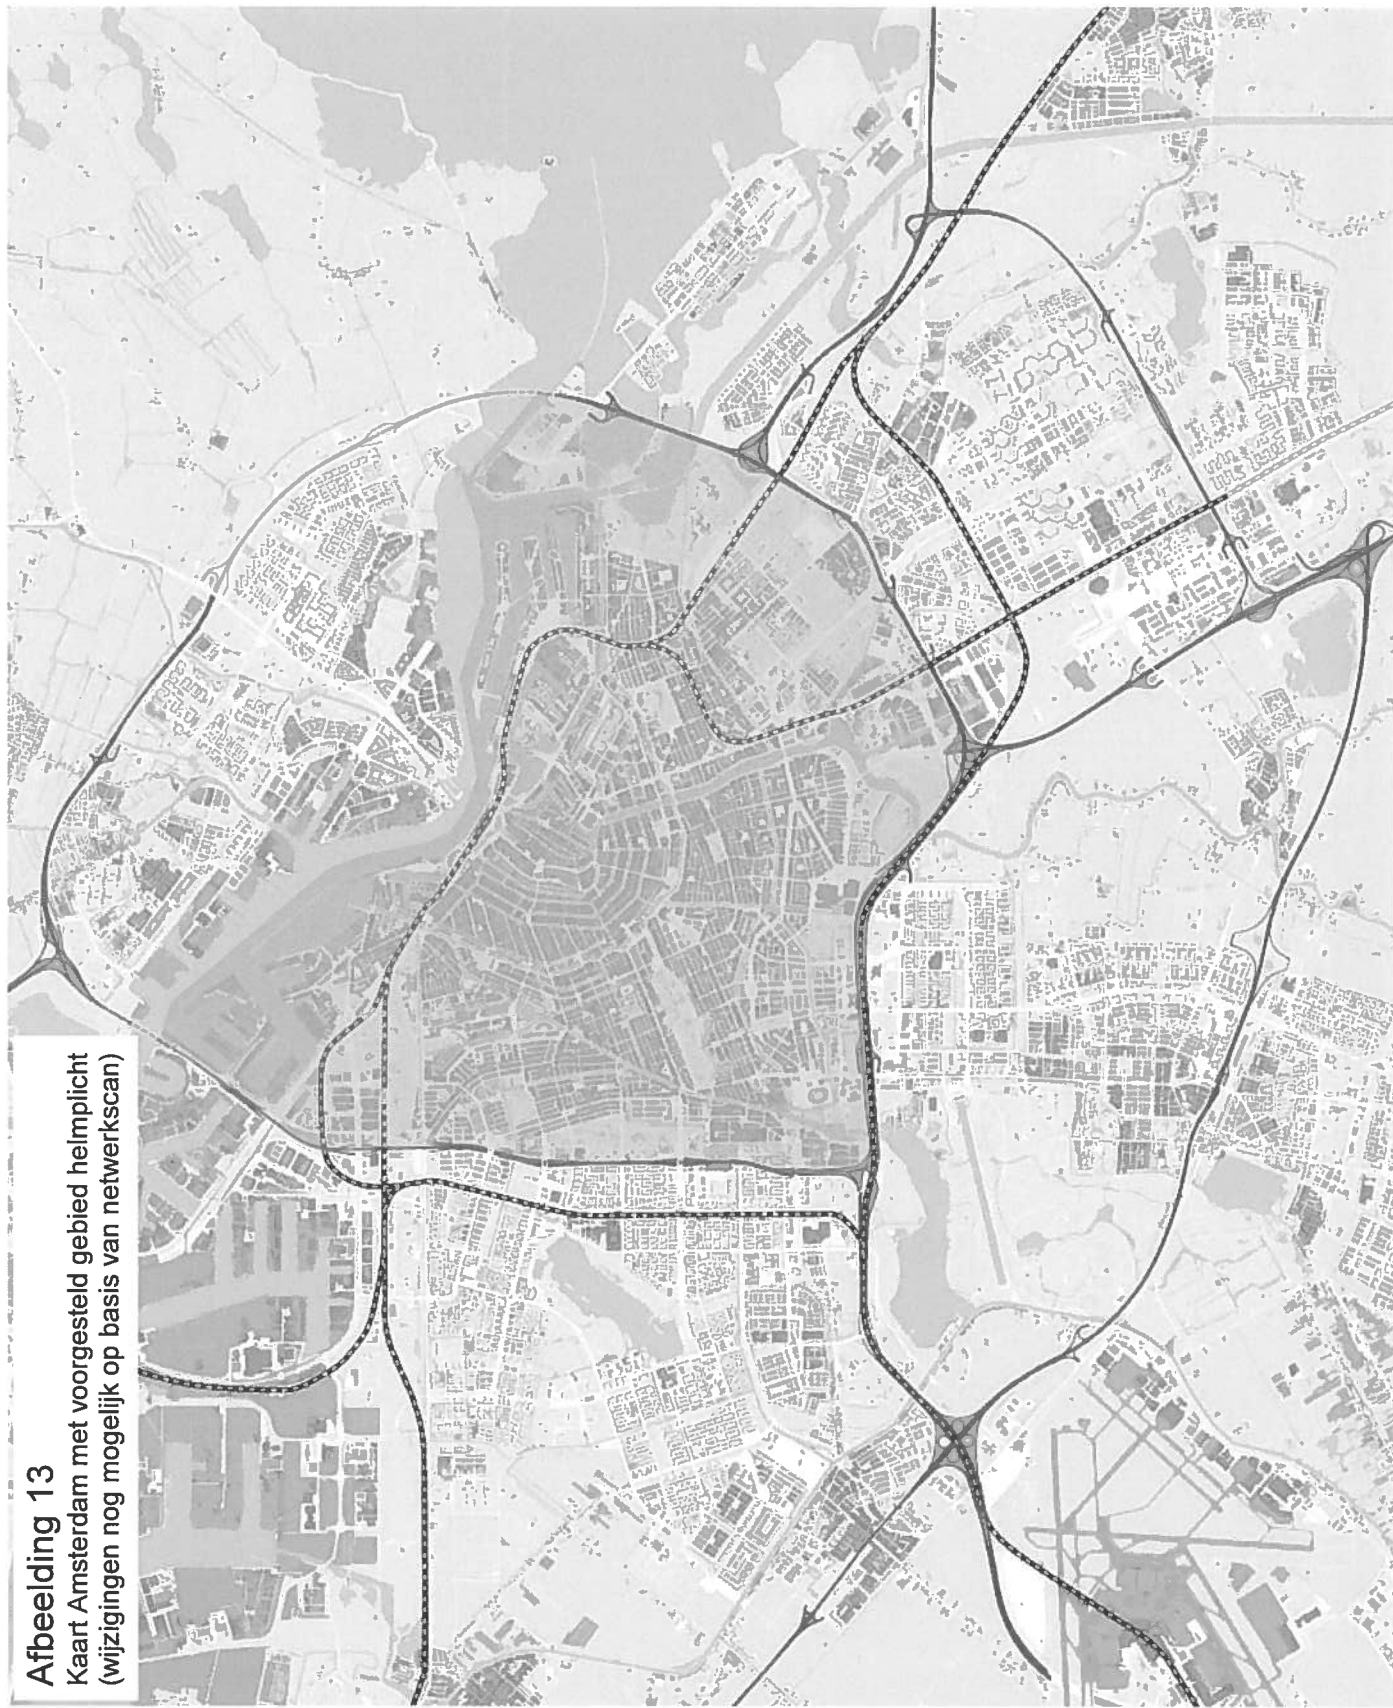 Afbeelding 13
Kaart Amsterdam met voorgesteld gebied helmplicht
(wijzigingen nog mogelijk op basis van netwerkscan)